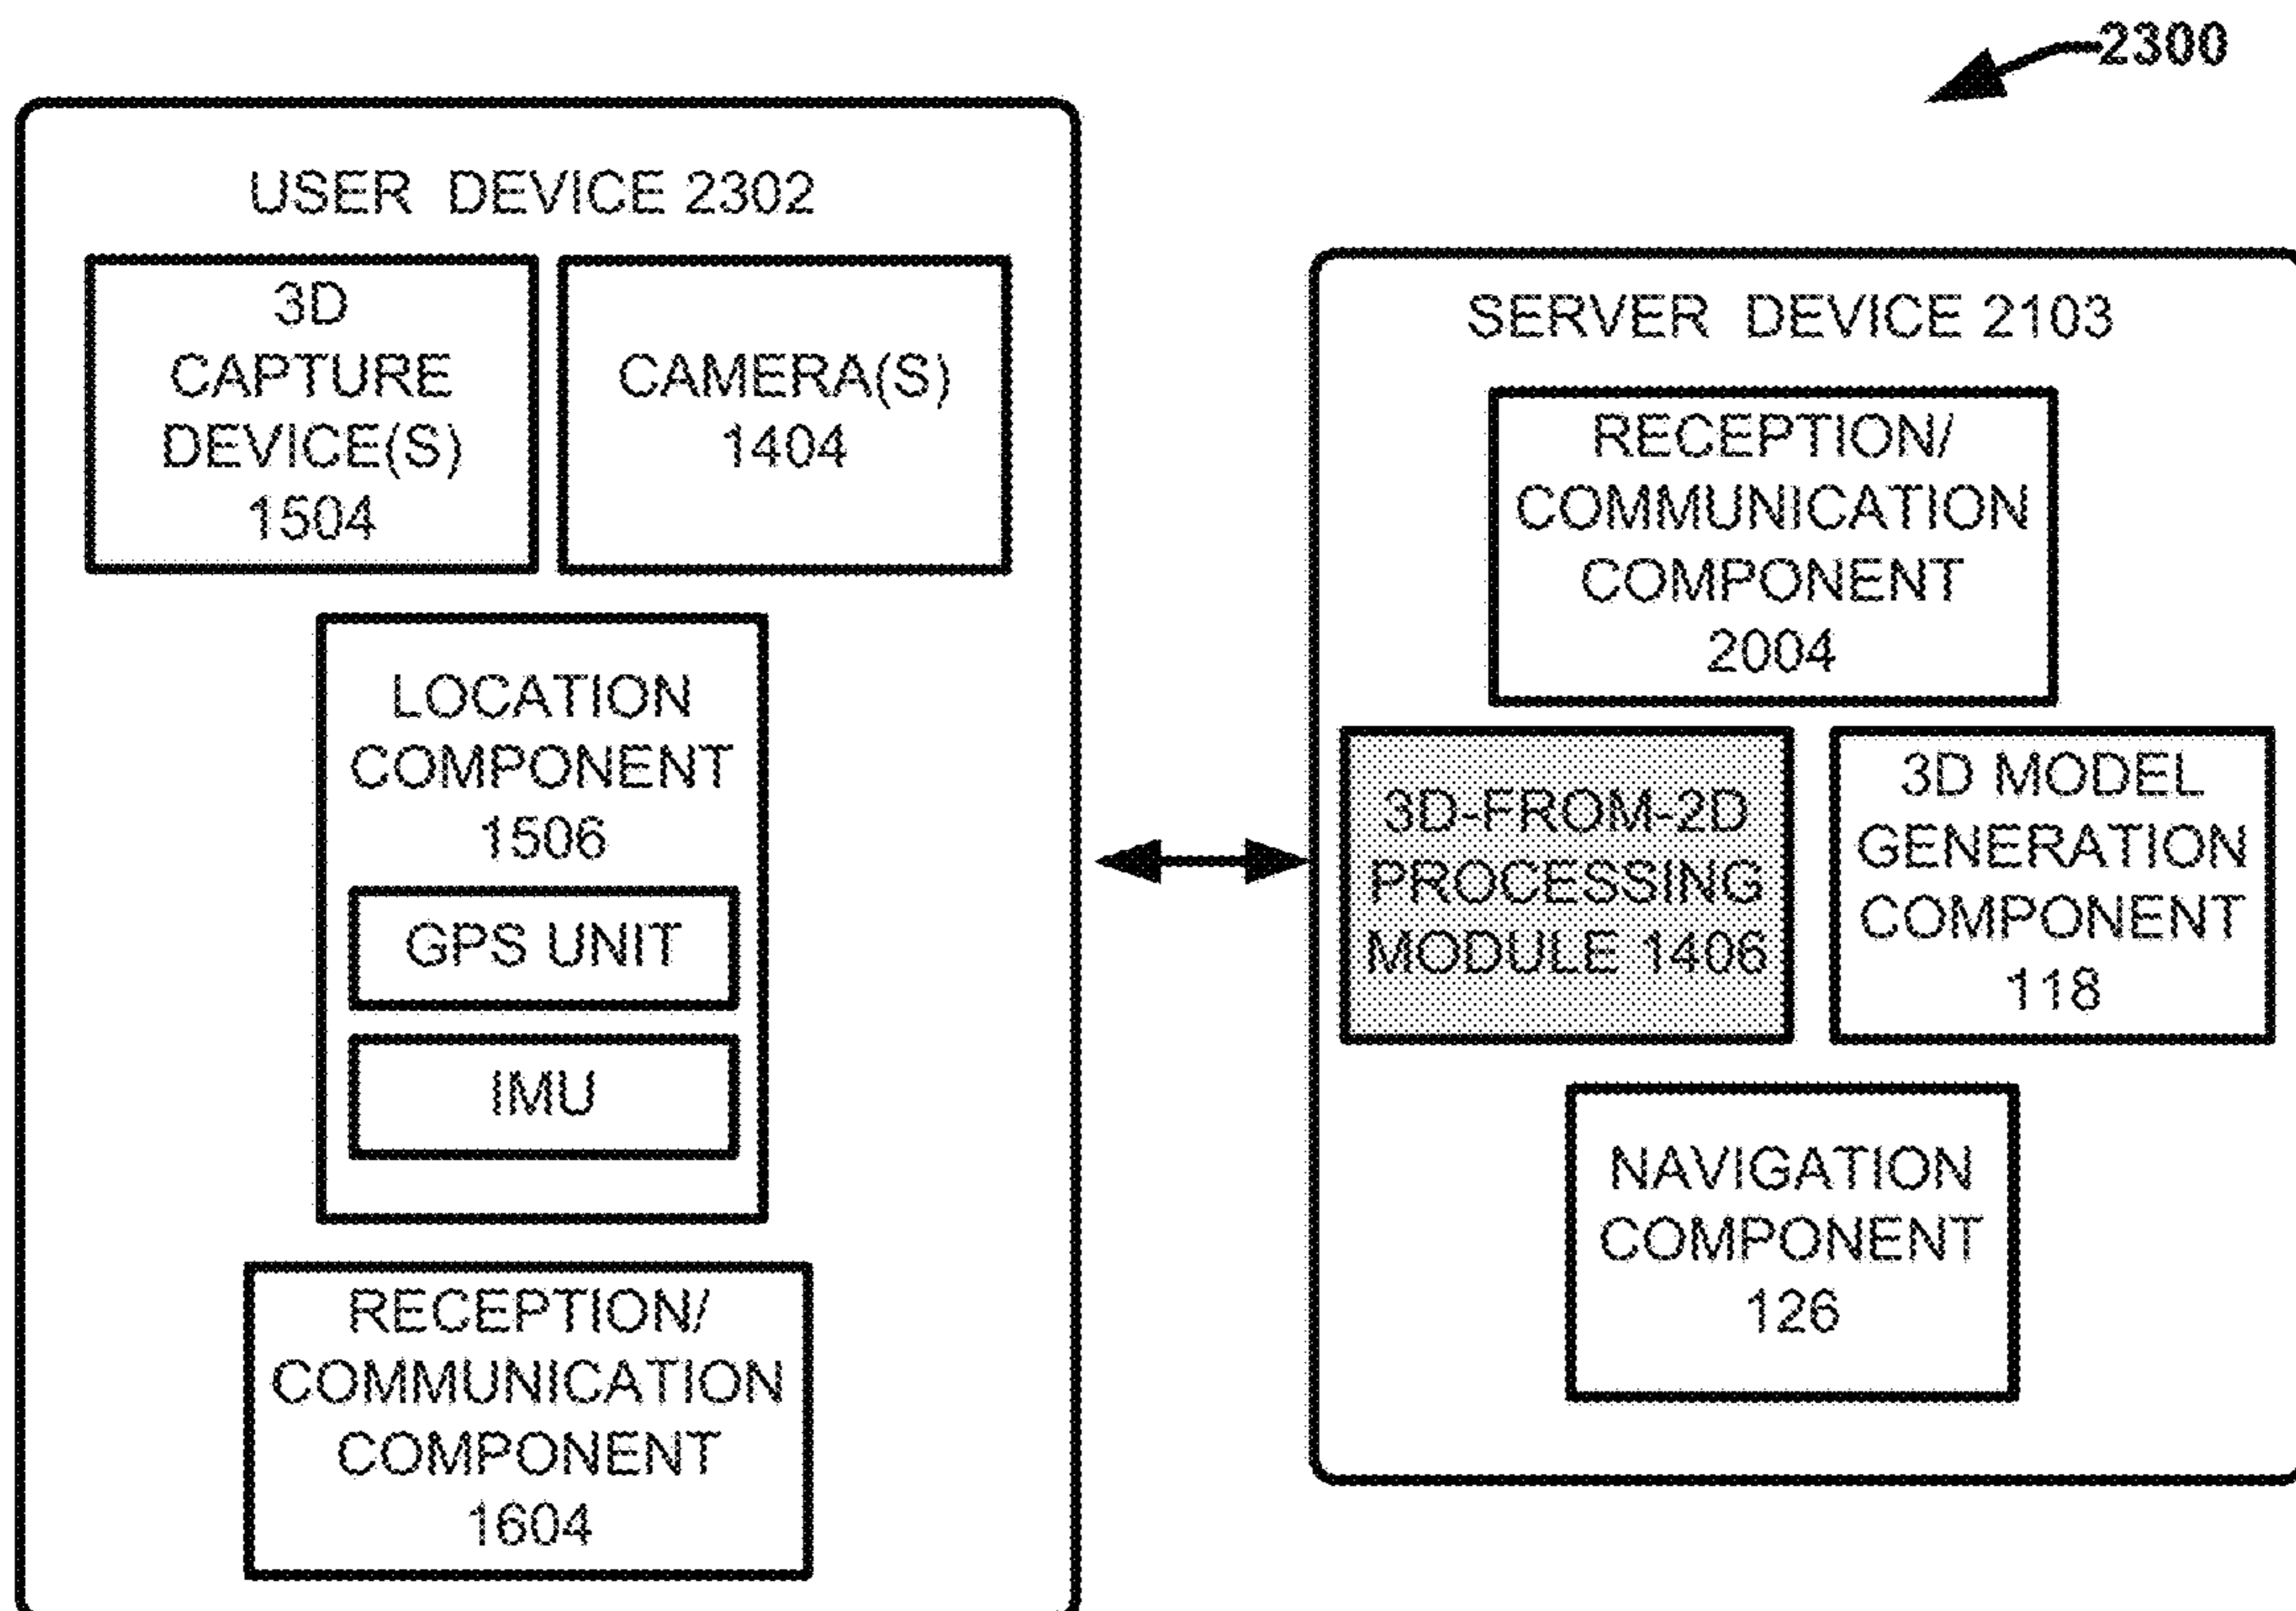 2300
USER DEVICE 2302
3D
CAPTURE
DEVICE(S)
1504
CAMERA(S)
1404
LOCATION
COMPONENT
1506
GPS UNIT
IMU
RECEPTION/
COMMUNICATION
COMPONENT
1604
SERVER DEVICE 2103
RECEPTION/
COMMUNICATION
COMPONENT
2004
3D-FROM-2D
PROCESSING
MODULE 1406
3D MODEL
GENERATION
COMPONENT
118
NAVIGATION
COMPONENT
126